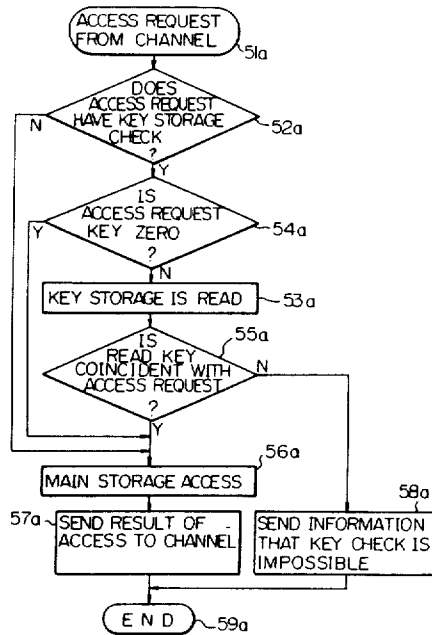 ACCESS REQUEST
FROM CHANNEL
51a
DOES
ACCESS REQUEST
HAVE KEY STORAGE
CHECK
?
52a
N
Y
IS
ACCESS REQUEST
KEY ZERO
?
54a
Y
N
KEY STORAGE IS READ
53a
IS
READ KEY
COINCIDENT WITH
ACCESS REQUEST
?
55a
N
Y
MAIN STORAGE ACCESS
56a
57a
SEND RESULT OF
ACCESS TO CHANNEL
58a
SEND INFORMATION
THAT KEY CHECK IS
IMPOSSIBLE
END
59a